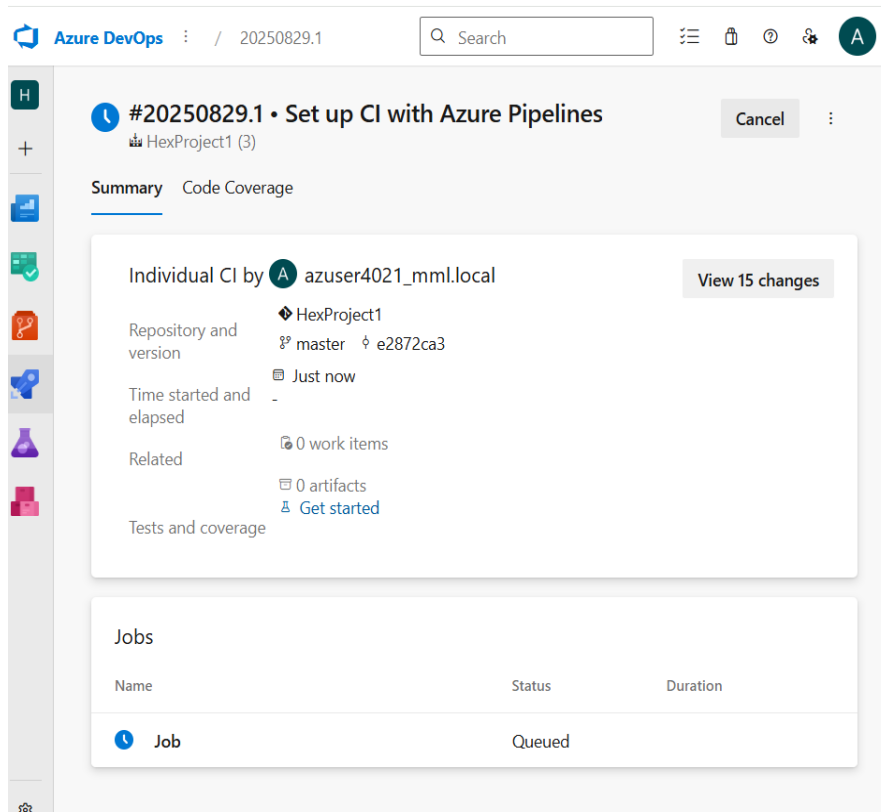 Azure DevOps / 20250829.1 Search A
H
#20250829.1 • Set up CI with Azure Pipelines
Cancel
HexProject1 (3)
Summary Code Coverage
Individual CI by A azuser4021_mml.local
View 15 changes
Repository and version
HexProject1
master e2872ca3
Time started and elapsed
Just now
-
Related
0 work items
0 artifacts
Tests and coverage
Get started
Jobs
Name Status Duration
Job Queued